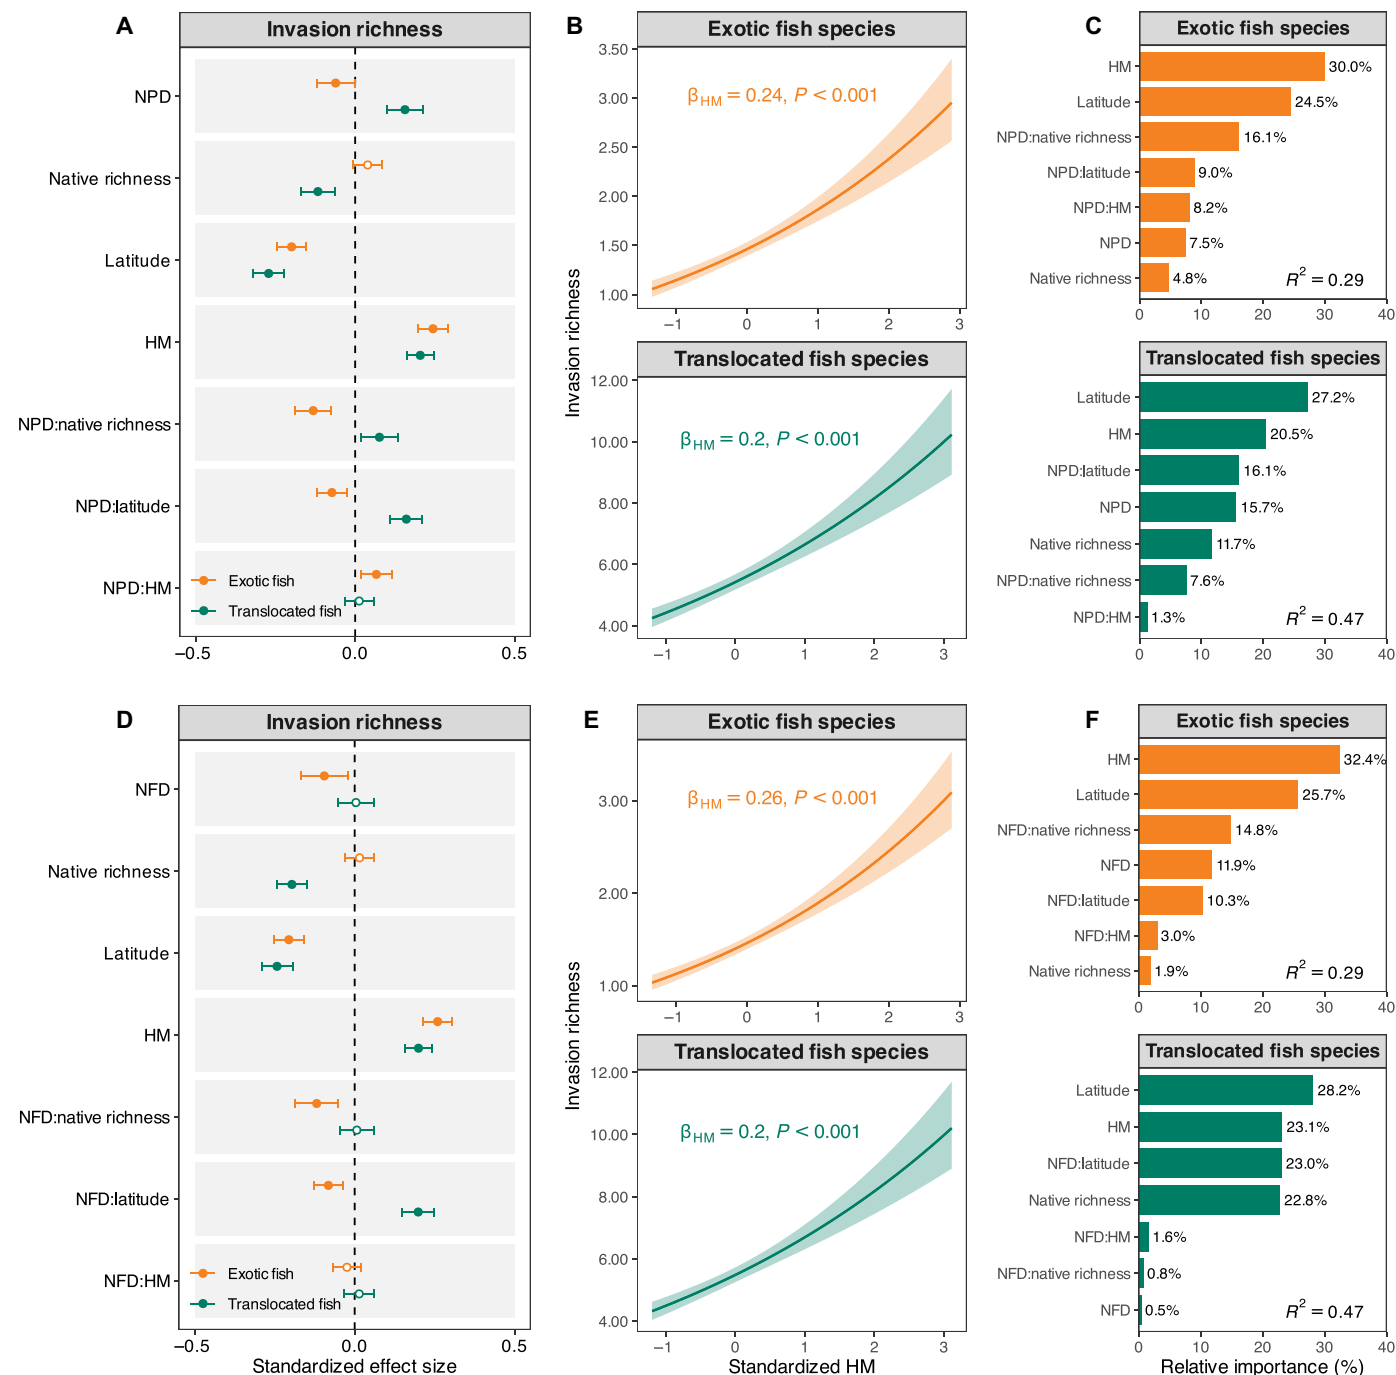 A
Invasion richness
NPD
Native richness
Latitude
HM
NPD:native richness
NPD:latitude
NPD:HM
Exotic fish
Translocated fish
−0.5
0.0
0.5
B
Exotic fish species
3.50
3.00
2.50
2.00
1.50
1.00
βHM = 0.24, P < 0.001
−1
0
1
2
3
Invasion richness
Translocated fish species
12.00
10.00
8.00
6.00
4.00
βHM = 0.2, P < 0.001
−1
0
1
2
3
C
Exotic fish species
HM 30.0%
Latitude 24.5%
NPD:native richness 16.1%
NPD:latitude 9.0%
NPD:HM 8.2%
NPD 7.5%
Native richness 4.8%
R² = 0.29
0 10 20 30 40
Translocated fish species
Latitude 27.2%
HM 20.5%
NPD:latitude 16.1%
NPD 15.7%
Native richness 11.7%
NPD:native richness 7.6%
NPD:HM 1.3%
R² = 0.47
0 10 20 30 40
D
Invasion richness
NFD
Native richness
Latitude
HM
NFD:native richness
NFD:latitude
NFD:HM
Exotic fish
Translocated fish
−0.5
0.0
0.5
Standardized effect size
E
Exotic fish species
3.00
2.00
1.00
βHM = 0.26, P < 0.001
−1
0
1
2
3
Invasion richness
Translocated fish species
12.00
10.00
8.00
6.00
4.00
βHM = 0.2, P < 0.001
−1
0
1
2
3
Standardized HM
F
Exotic fish species
HM 32.4%
Latitude 25.7%
NFD:native richness 14.8%
NFD 11.9%
NFD:latitude 10.3%
NFD:HM 3.0%
Native richness 1.9%
R² = 0.29
0 10 20 30 40
Translocated fish species
Latitude 28.2%
HM 23.1%
NFD:latitude 23.0%
Native richness 22.8%
NFD:HM 1.6%
NFD:native richness 0.8%
NFD 0.5%
R² = 0.47
0 10 20 30 40
Relative importance (%)